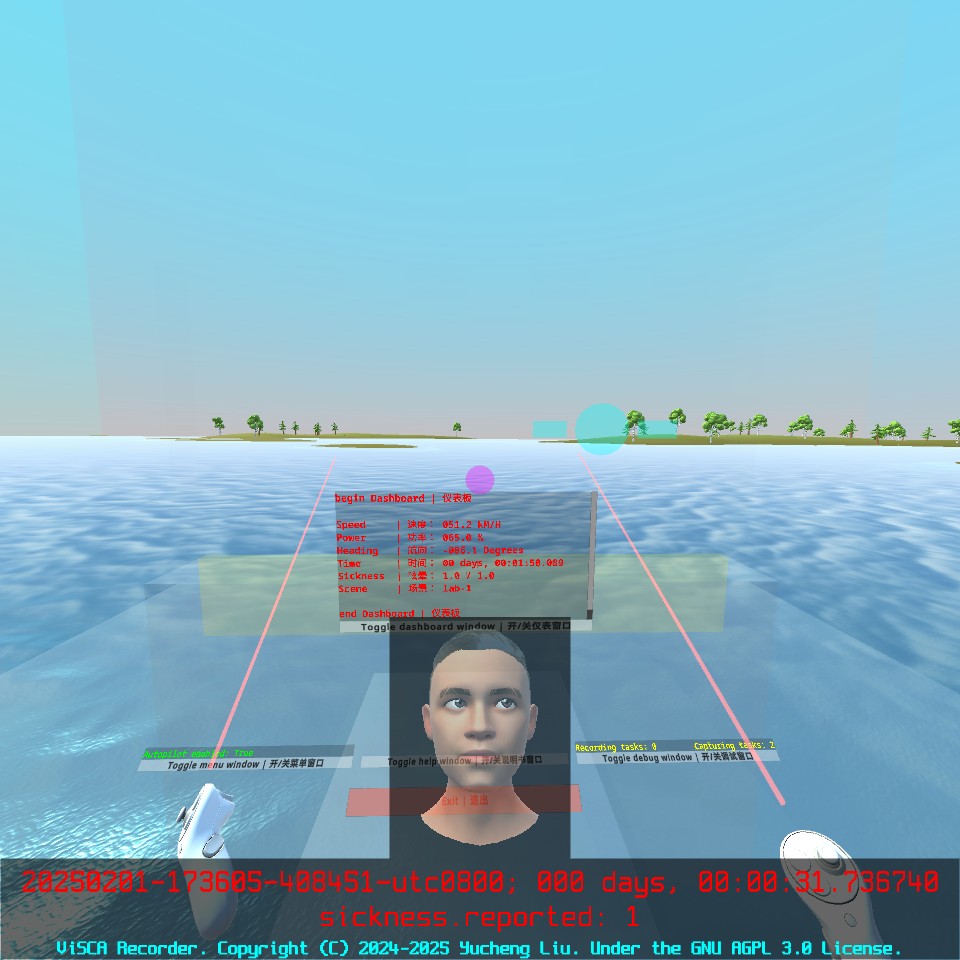 begin Dashboard | 仪表板
Speed | 速度: 051.2 kM/H
Power | 功率: 065.0 %
Heading | 航向: -086.1 Degrees
Time | 时间: 00 days, 00:01:50.089
Sickness | 眩晕: 1.0 / 1.0
Scene | 场景: lab-1
end Dashboard | 仪表板
Toggle dashboard window | 开/关仪表窗口
Autopilot enabled: True
Recording tasks: 0 Capturing tasks: 2
Toggle menu window | 开/关菜单窗口
Toggle help window | 开/关说明书窗口
Toggle debug window | 开/关调试窗口
Exit | 退出
20250201-173605-408451-utc0800; 000 days, 00:00:31.736740
sickness.reported: 1
ViSCA Recorder. Copyright (C) 2024-2025 Yucheng Liu. Under the GNU AGPL 3.0 License.